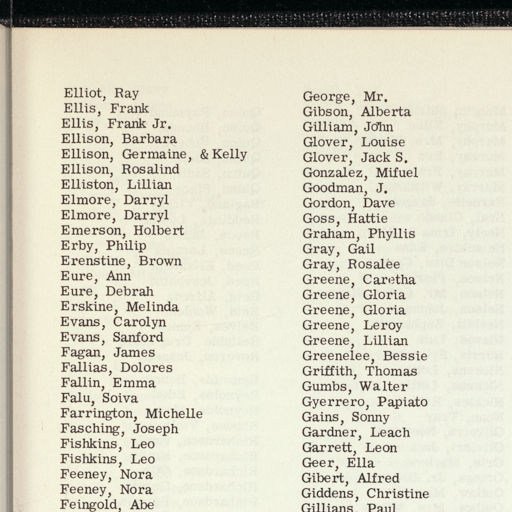 Elliot, Ray
Ellis, Frank
Ellis, Frank Jr.
Ellison, Barbara
Ellison, Germaine, & Kelly
Ellison, Rosalind
Elliston, Lillian
Elmore, Darryl
Elmore, Darryl
Emerson, Holbert
Erby, Philip
Erenstine, Brown
Eure, Ann
Eure, Debrah
Erskine, Melinda
Evans, Carolyn
Evans, Sanford
Fagan, James
Fallias, Dolores
Fallin, Emma
Falu, Soiva
Farrington, Michelle
Fasching, Joseph
Fishkins, Leo
Fishkins, Leo
Feeney, Nora
Feeney, Nora
Feingold, Abe
George, Mr.
Gibson, Alberta
Gilliam, John
Glover, Louise
Glover, Jack S.
Gonzalez, Mifuel
Goodman, J.
Gordon, Dave
Goss, Hattie
Graham, Phyllis
Gray, Gail
Gray, Rosalee
Greene, Caretha
Greene, Gloria
Greene, Gloria
Greene, Leroy
Greene, Lillian
Greenelee, Bessie
Griffith, Thomas
Gumbs, Walter
Gyerrero, Papiato
Gains, Sonny
Gardner, Leach
Garrett, Leon
Geer, Ella
Gibert, Alfred
Giddens, Christine
Gillians, Paul